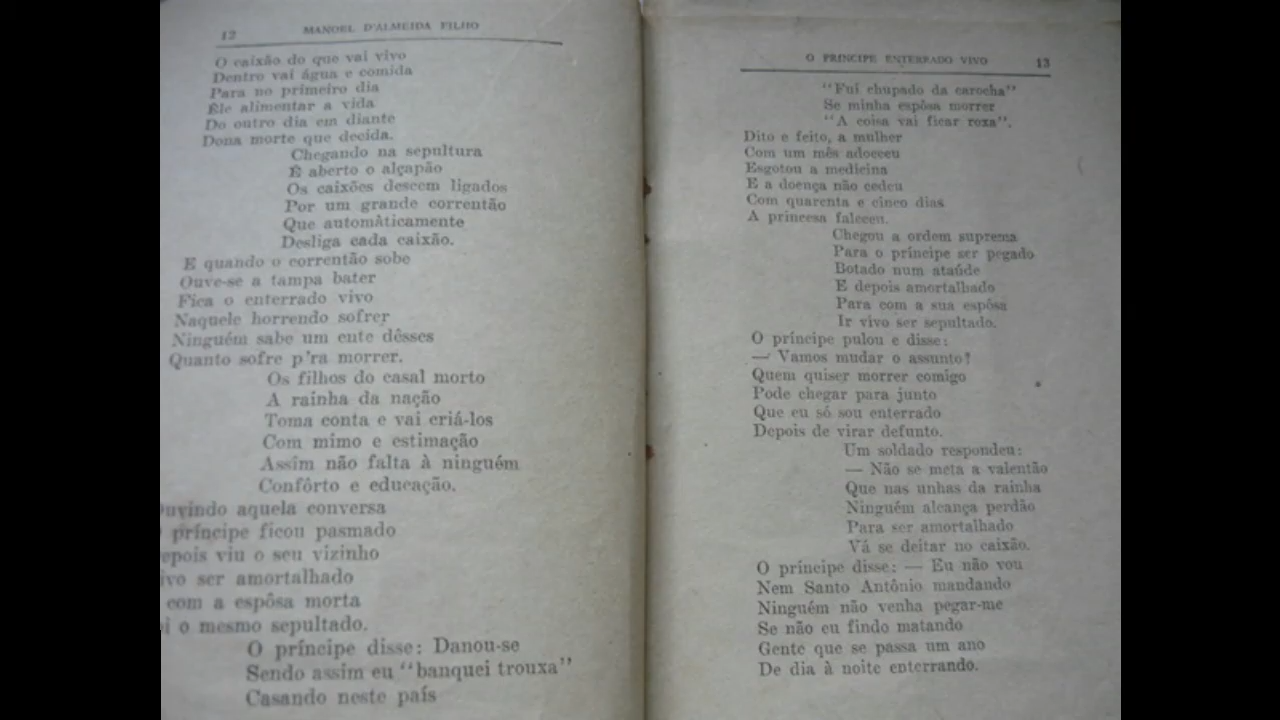 12
MANOEL D'ALMEIDA FILHO
O caixão do que vai vivo
Dentro vai água e comida
Para no primeiro dia
Êle alimentar a vida
Do outro dia em diante
Dona morte que decida.
Chegando na sepultura
É aberto o alçapão
Os caixões descem ligados
Por um grande correntão
Que automàticamente
Desliga cada caixão.
E quando o correntão sobe
Ouve-se a tampa bater
Fica o enterrado vivo
Naquele horrendo sofrer
Ninguém sabe um ente dêsses
Quanto sofre p'ra morrer.
Os filhos do casal morto
A rainha da nação
Toma conta e vai criá-los
Com mimo e estimação
Assim não falta à ninguém
Confôrto e educação.
uvindo aquela conversa
príncipe ficou pasmado
epois viu o seu vizinho
ivo ser amortalhado
com a espôsa morta
i o mesmo sepultado.
O príncipe disse: Danou-se
Sendo assim eu "banquei trouxa"
Casando neste país
O PRÍNCIPE ENTERRADO VIVO
13
"Fui chupado da carocha"
Se minha espôsa morrer
"A coisa vai ficar roxa".
Dito e feito, a mulher
Com um mês adoeceu
Esgotou a medicina
E a doença não cedeu
Com quarenta e cinco dias
A princesa faleceu.
Chegou a ordem suprema
Para o príncipe ser pegado
Botado num ataúde
E depois amortalhado
Para com a sua espôsa
Ir vivo ser sepultado.
O príncipe pulou e disse:
— Vamos mudar o assunto!
Quem quiser morrer comigo
Pode chegar para junto
Que eu só sou enterrado
Depois de virar defunto.
Um soldado respondeu:
— Não se meta a valentão
Que nas unhas da rainha
Ninguém alcança perdão
Para ser amortalhado
Vá se deitar no caixão.
O príncipe disse: — Eu não vou
Nem Santo Antônio mandando
Ninguém não venha pegar-me
Se não eu findo matando
Gente que se passa um ano
De dia à noite enterrando.